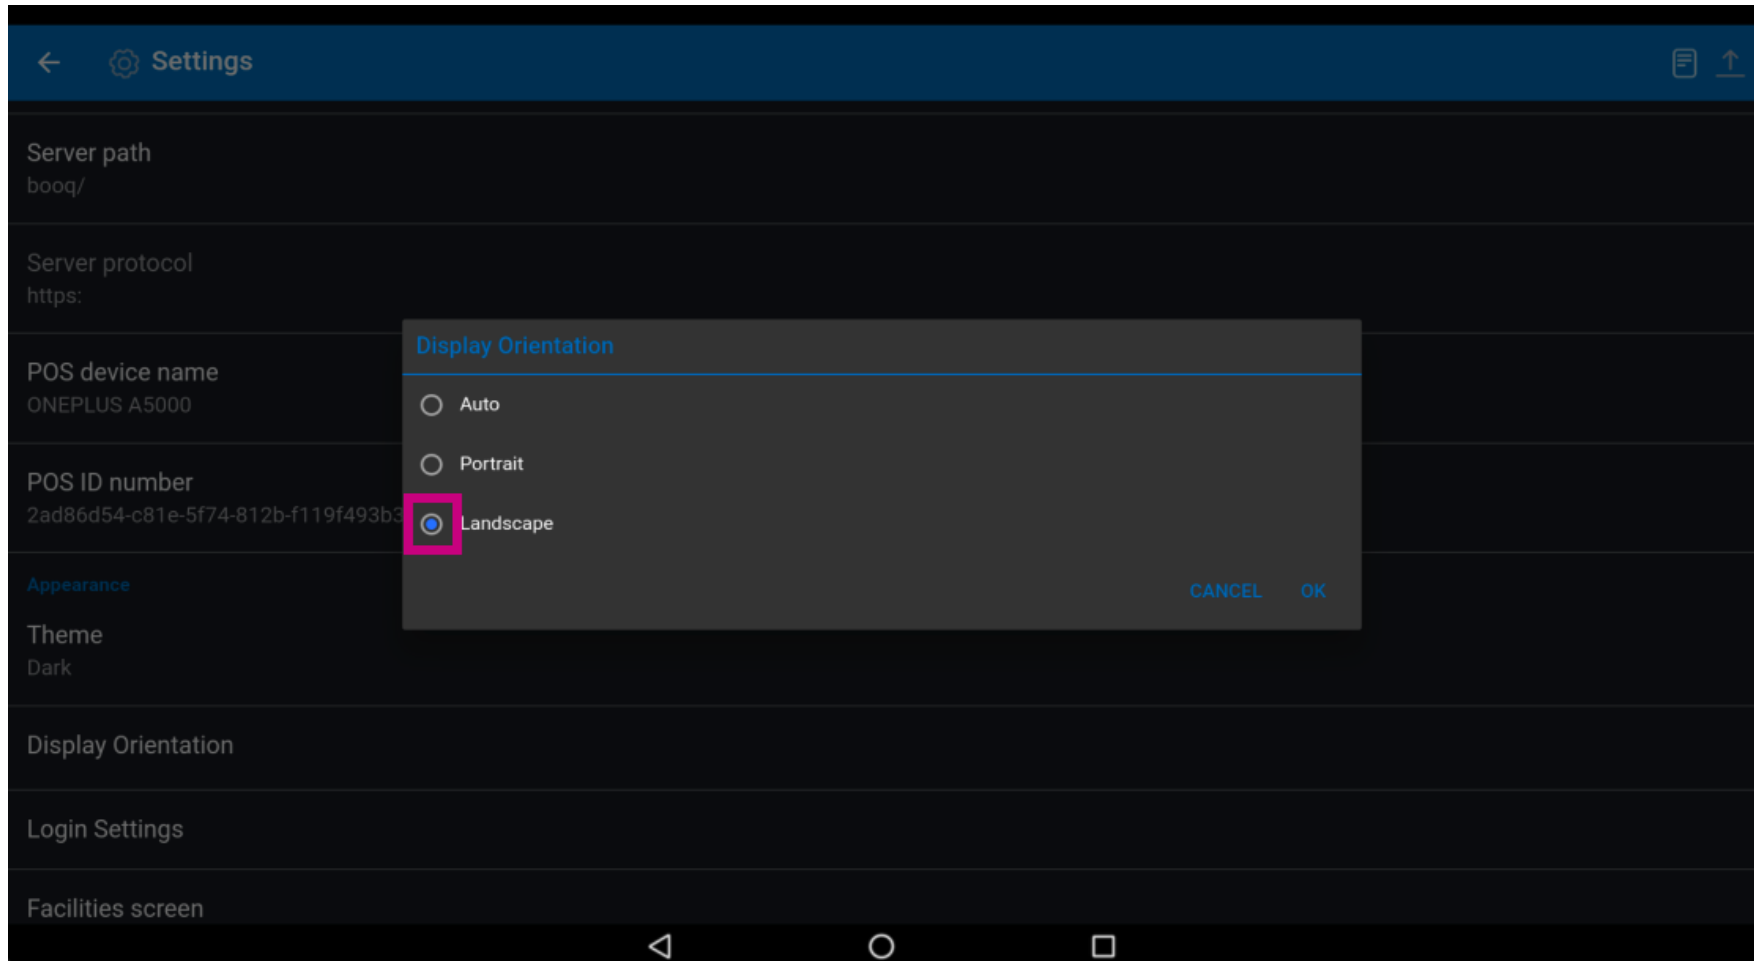 Settings
Server path
booq/
Server protocol
https:
POS device name
ONEPLUS A5000
POS ID number
2ad86d54-c81e-5f74-812b-f119f493b3
Appearance
Theme
Dark
Display Orientation
Login Settings
Facilities screen
Display Orientation
Auto
Portrait
Landscape
CANCEL OK